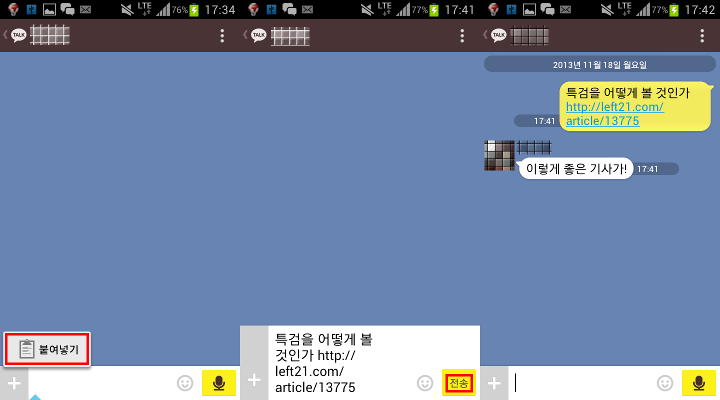 LTE
76%
17:34
TALK
붙여넣기
LTE
77%
17:41
TALK
특검을 어떻게 볼
것인가 http://
left21.com/
article/13775
전송
LTE
77%
17:42
TALK
2013년 11월 18일 월요일
특검을 어떻게 볼 것인가
http://left21.com/
article/13775
17:41
이렇게 좋은 기사가!
17:41